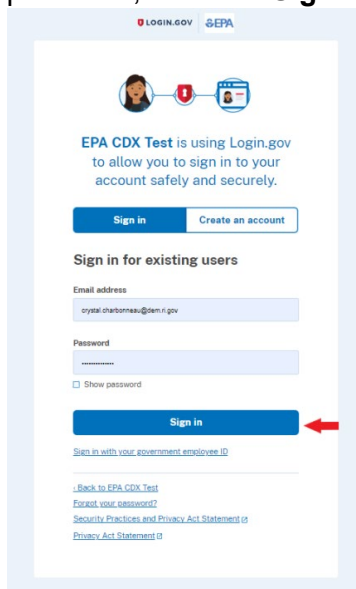 LOGIN.GOV EPA
EPA CDX Test is using Login.gov
to allow you to sign in to your
account safely and securely.
Sign in Create an account
Sign in for existing users
Email address
crystal.charbonneau@dem.ri.gov
Password
••••••••••••••
Show password
Sign in
Sign in with your government employee ID
‹ Back to EPA CDX Test
Forgot your password?
Security Practices and Privacy Act Statement
Privacy Act Statement